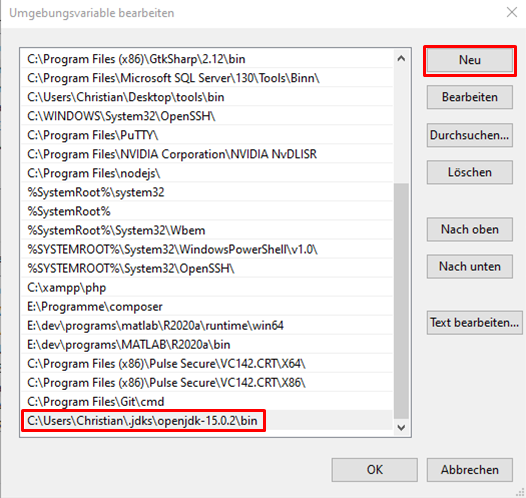 Umgebungsvariable bearbeiten
C:\Program Files (x86)\GtkSharp\2.12\bin
C:\Program Files\Microsoft SQL Server\130\Tools\Binn\
C:\Users\Christian\Desktop\tools\bin
C:\WINDOWS\System32\OpenSSH\
C:\Program Files\PuTTY\
C:\Program Files\NVIDIA Corporation\NVIDIA NvDLISR
C:\Program Files\nodejs\
%SystemRoot%\system32
%SystemRoot%
%SystemRoot%\System32\Wbem
%SYSTEMROOT%\System32\WindowsPowerShell\v1.0\
%SYSTEMROOT%\System32\OpenSSH\
C:\xampp\php
E:\Programme\composer
E:\dev\programs\matlab\R2020a\runtime\win64
E:\dev\programs\MATLAB\R2020a\bin
C:\Program Files (x86)\Pulse Secure\VC142.CRT\X64\
C:\Program Files (x86)\Pulse Secure\VC142.CRT\X86\
C:\Program Files\Git\cmd
C:\Users\Christian\.jdks\openjdk-15.0.2\bin
Neu
Bearbeiten
Durchsuchen...
Löschen
Nach oben
Nach unten
Text bearbeiten...
OK
Abbrechen